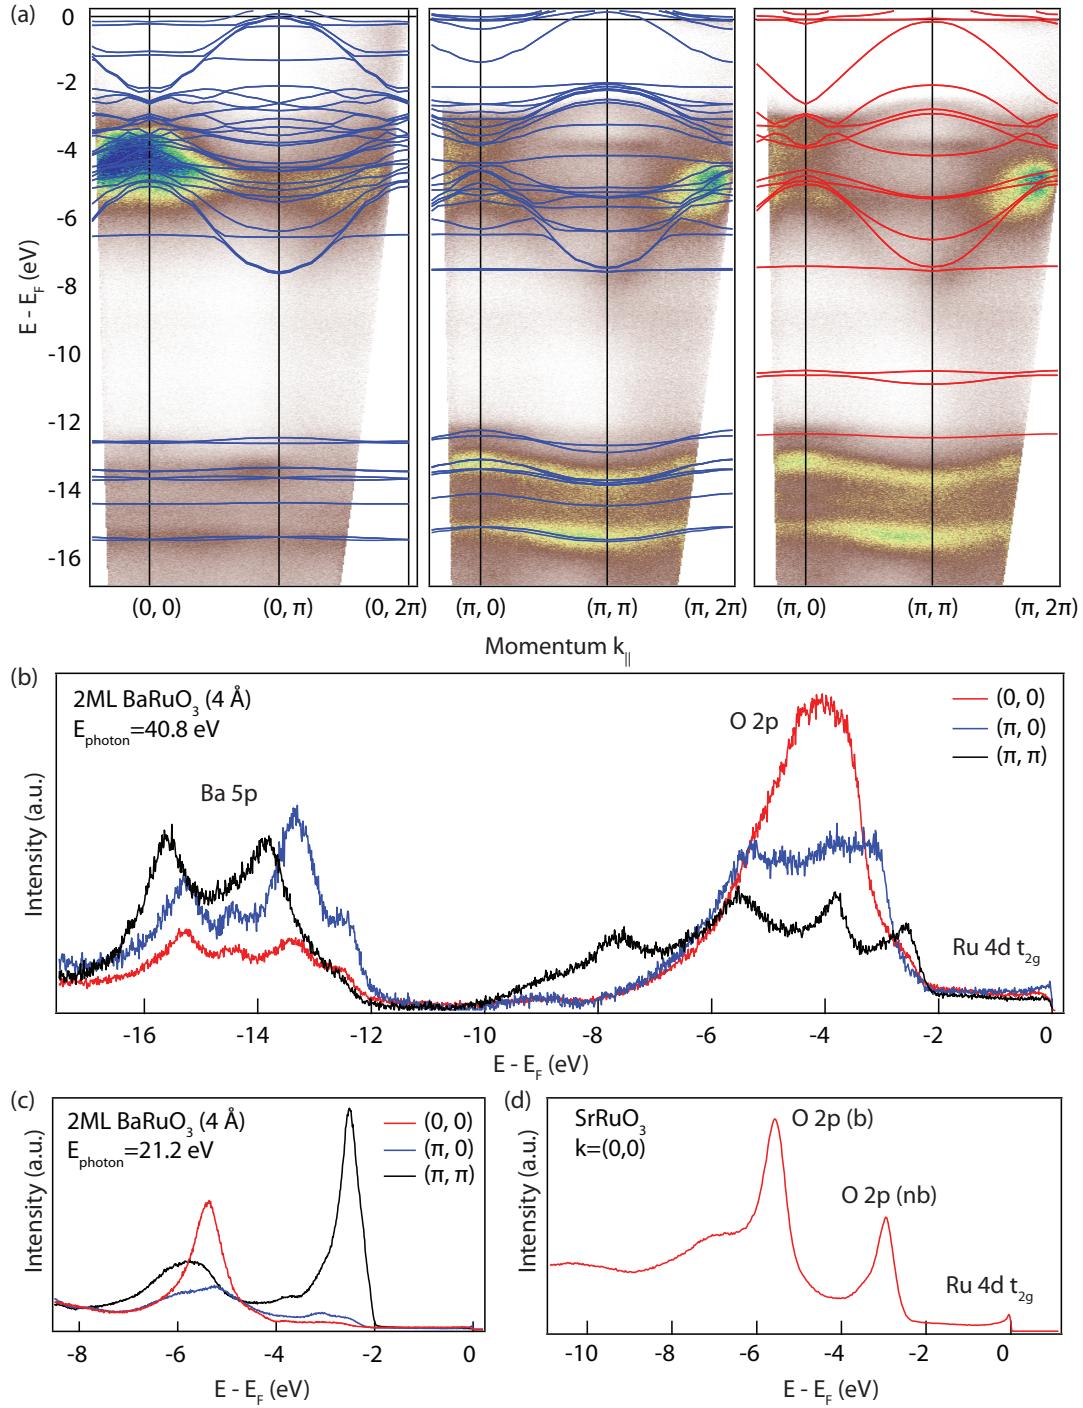 (a)
0
-2
-4
-6
-8
-10
-12
-14
-16
E - E_F (eV)
(0, 0) (0, π) (0, 2π) (π, 0) (π, π) (π, 2π) (π, 0) (π, π) (π, 2π)
Momentum k_||
(b)
2ML BaRuO₃ (4 Å)
E_photon=40.8 eV
O 2p
(0, 0)
(π, 0)
(π, π)
Ba 5p
Ru 4d t_2g
Intensity (a.u.)
-16 -14 -12 -10 -8 -6 -4 -2 0
E - E_F (eV)
(c)
2ML BaRuO₃ (4 Å)
E_photon=21.2 eV
(0, 0)
(π, 0)
(π, π)
Intensity (a.u.)
-8 -6 -4 -2 0
E - E_F (eV)
(d)
SrRuO₃
k=(0,0)
O 2p (b)
O 2p (nb)
Ru 4d t_2g
Intensity (a.u.)
-10 -8 -6 -4 -2 0
E - E_F (eV)